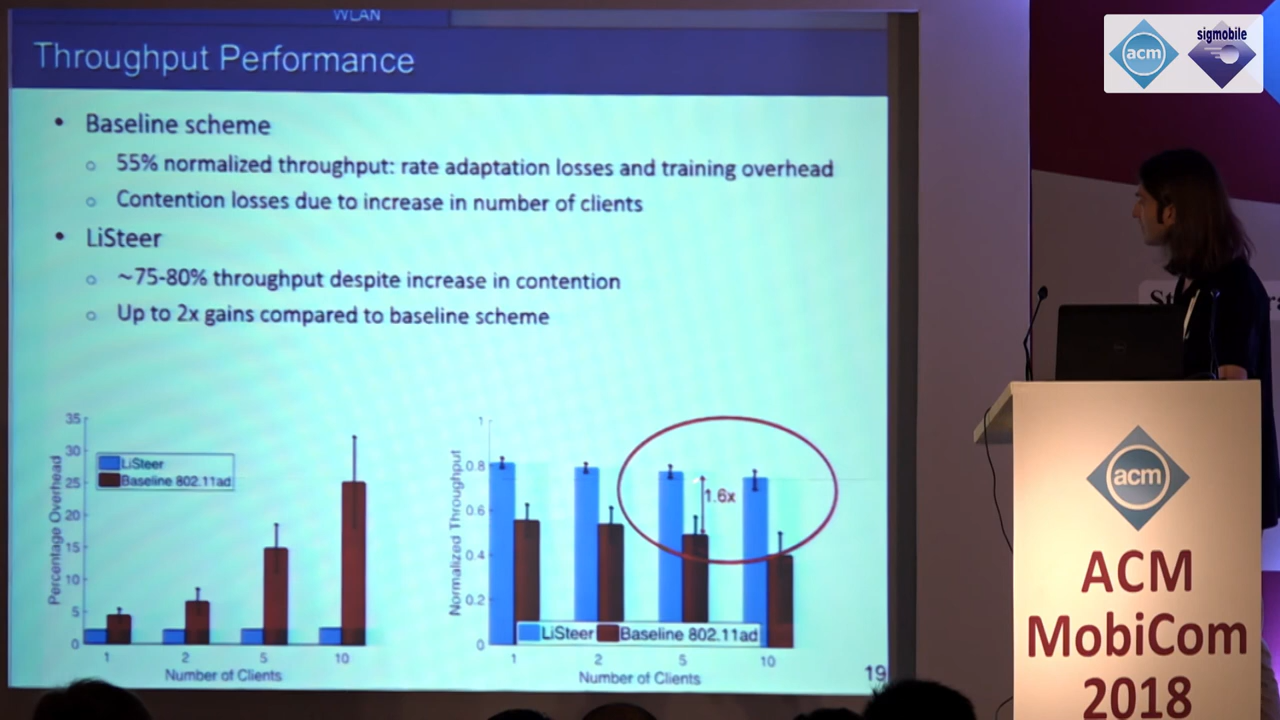 WLAN
Throughput Performance
• Baseline scheme
○ 55% normalized throughput: rate adaptation losses and training overhead
○ Contention losses due to increase in number of clients
• LiSteer
○ ~75-80% throughput despite increase in contention
○ Up to 2x gains compared to baseline scheme
Percentage Overhead
35
30
25
20
15
10
5
0
LiSteer
Baseline 802.11ad
1 2 5 10
Number of Clients
Normalized Throughput
1
0.8
0.6
0.4
0.2
0
1.6x
LiSteer Baseline 802.11ad
1 2 5 10
Number of Clients
19
acm sigmobile
acm
ACM
MobiCom
2018